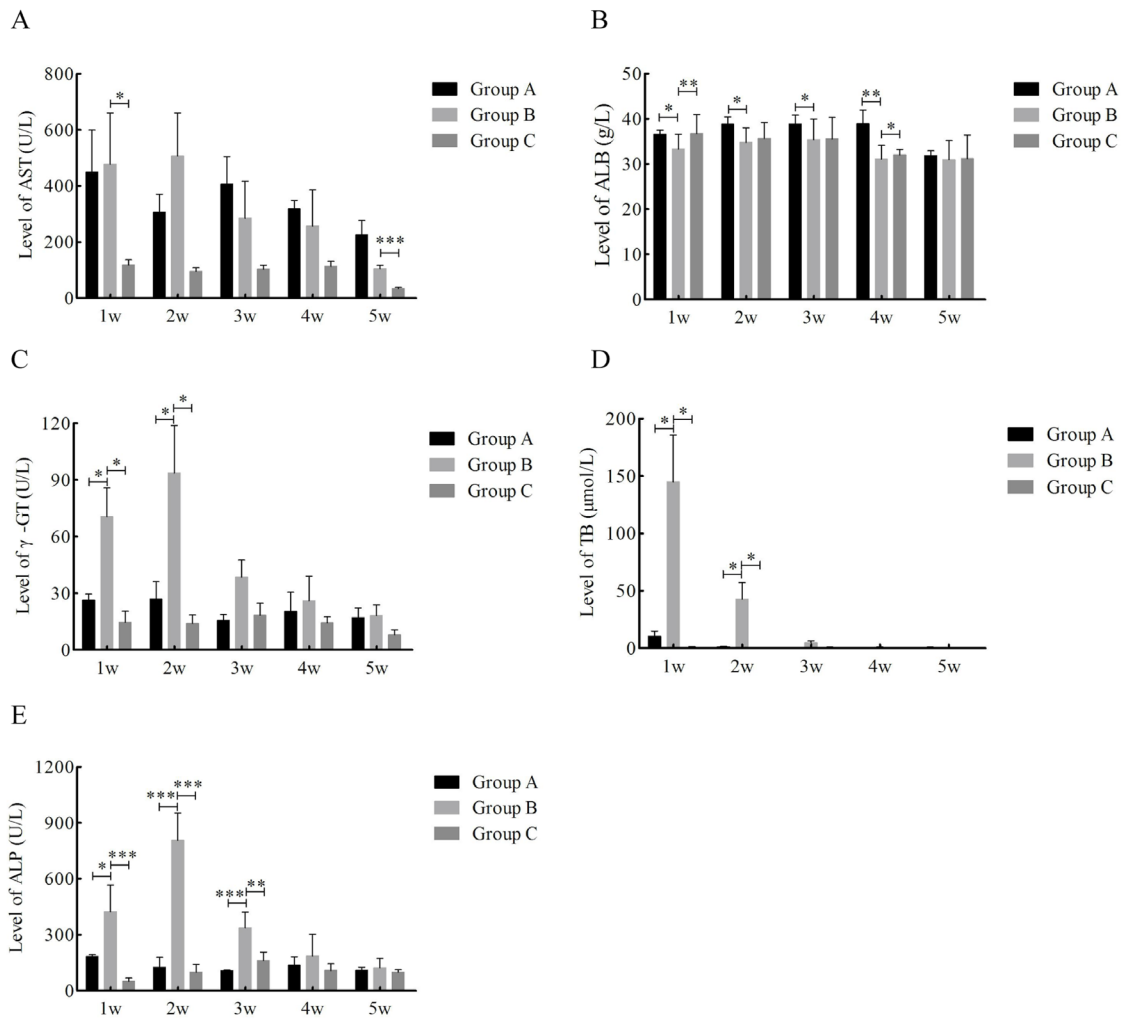 A
Level of AST (U/L)
800
600
400
200
0
*
***
1w 2w 3w 4w 5w
Group A
Group B
Group C
B
Level of ALB (g/L)
50
40
30
20
10
0
* ** * * ** *
1w 2w 3w 4w 5w
Group A
Group B
Group C
C
Level of γ -GT (U/L)
120
90
60
30
0
* * * *
1w 2w 3w 4w 5w
Group A
Group B
Group C
D
Level of TB (μmol/L)
200
150
100
50
0
* * * *
1w 2w 3w 4w 5w
Group A
Group B
Group C
E
Level of ALP (U/L)
1200
900
600
300
0
* *** *** *** *** **
1w 2w 3w 4w 5w
Group A
Group B
Group C